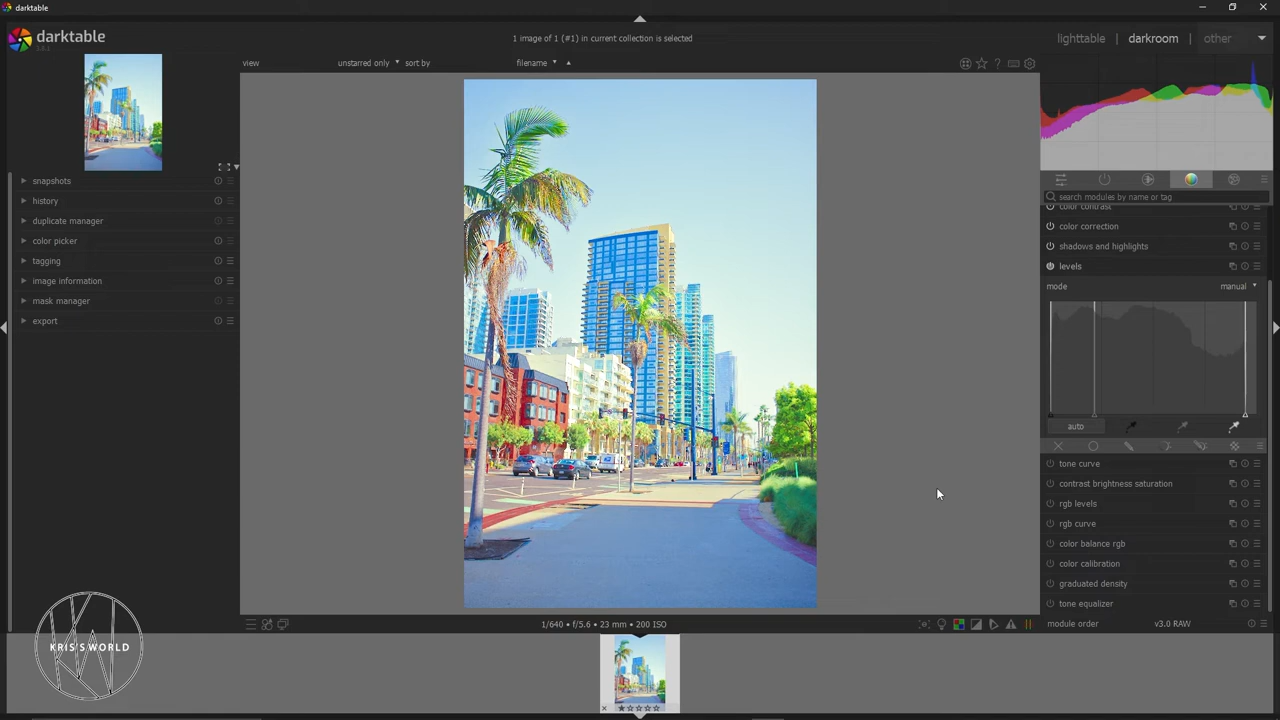 darktable
darktable
1 image of 1 (#1) in current collection is selected
lighttable | darkroom | other
view unstarred only sort by filename
snapshots
history
duplicate manager
color picker
tagging
image information
mask manager
export
search modules by name or tag
color contrast
color correction
shadows and highlights
levels
mode manual
auto
tone curve
contrast brightness saturation
rgb levels
rgb curve
color balance rgb
color calibration
graduated density
tone equalizer
module order v3.0 RAW
1/640 • f/5.6 • 23 mm • 200 ISO
KRIS'S WORLD